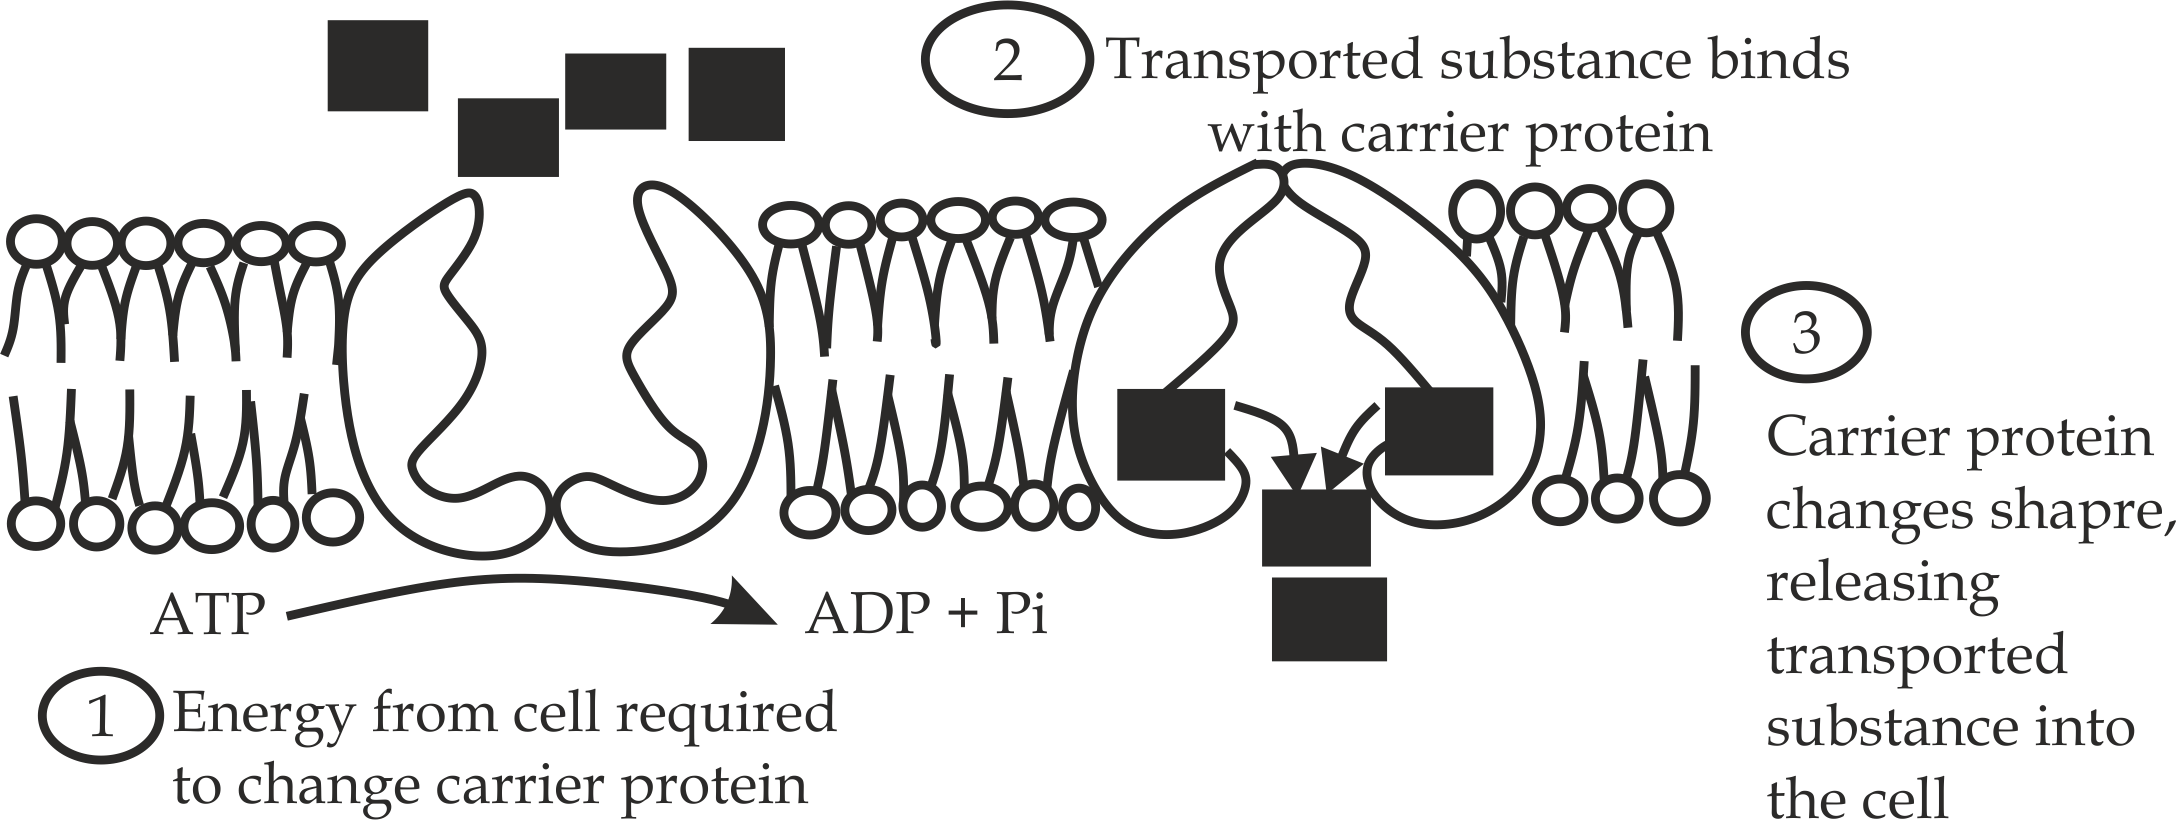 2 Transported substance binds
with carrier protein
3
Carrier protein
changes shapre,
releasing
transported
substance into
the cell
ATP ADP + Pi
1 Energy from cell required
to change carrier protein